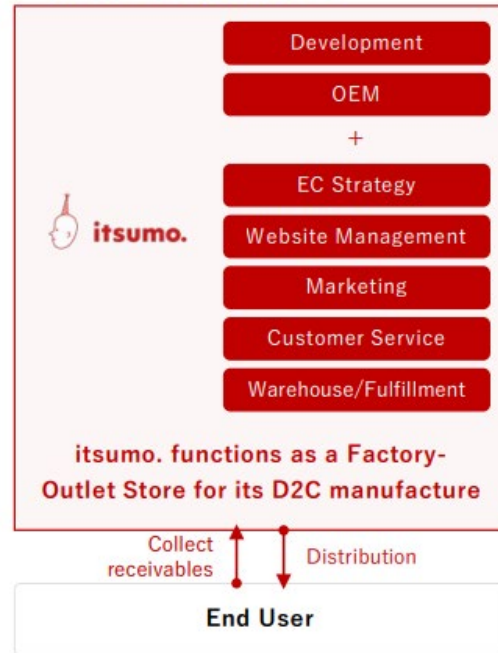 Development
OEM
+
EC Strategy
itsumo.
Website Management
Marketing
Customer Service
Warehouse/Fulfillment
itsumo. functions as a Factory-
Outlet Store for its D2C manufacture
Collect
receivables
Distribution
End User